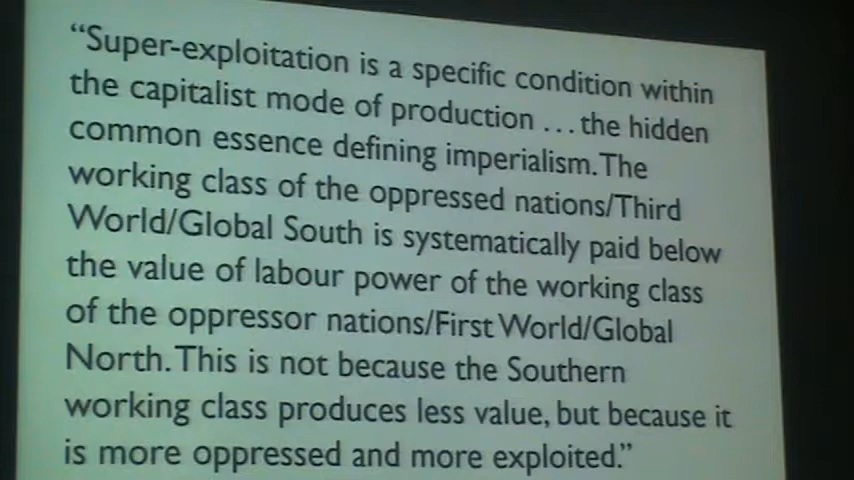 “Super-exploitation is a specific condition within
the capitalist mode of production ... the hidden
common essence defining imperialism. The
working class of the oppressed nations/Third
World/Global South is systematically paid below
the value of labour power of the working class
of the oppressor nations/First World/Global
North. This is not because the Southern
working class produces less value, but because it
is more oppressed and more exploited.”